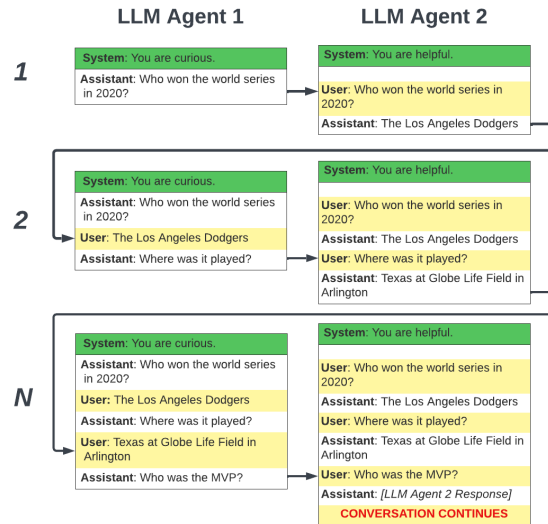 LLM Agent 1
LLM Agent 2
1
System: You are curious.
Assistant: Who won the world series
in 2020?
System: You are helpful.
User: Who won the world series in
2020?
Assistant: The Los Angeles Dodgers
2
System: You are curious.
Assistant: Who won the world series
in 2020?
User: The Los Angeles Dodgers
Assistant: Where was it played?
System: You are helpful.
User: Who won the world series in
2020?
Assistant: The Los Angeles Dodgers
User: Where was it played?
Assistant: Texas at Globe Life Field in
Arlington
N
System: You are curious.
Assistant: Who won the world series
in 2020?
User: The Los Angeles Dodgers
Assistant: Where was it played?
User: Texas at Globe Life Field in
Arlington
Assistant: Who was the MVP?
System: You are helpful.
User: Who won the world series in
2020?
Assistant: The Los Angeles Dodgers
User: Where was it played?
Assistant: Texas at Globe Life Field in
Arlington
User: Who was the MVP?
Assistant: [LLM Agent 2 Response]
CONVERSATION CONTINUES